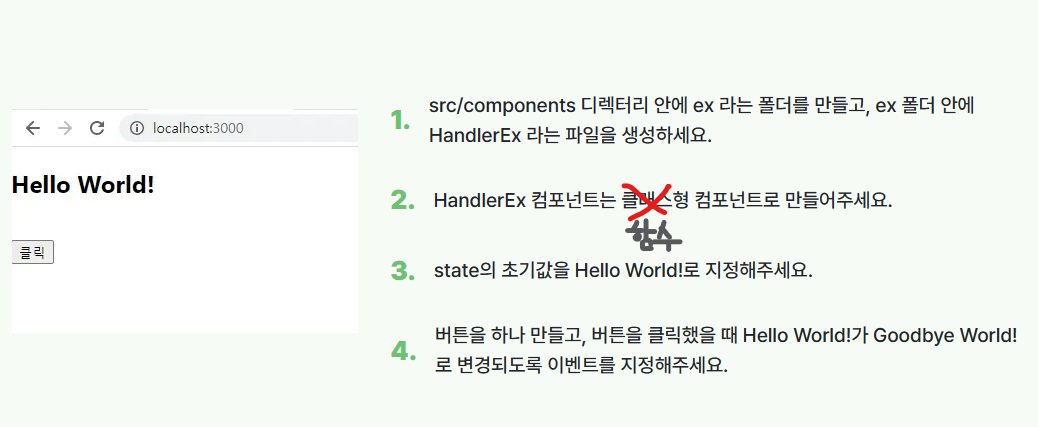 localhost:3000
Hello World!
클릭
1. src/components 디렉터리 안에 ex 라는 폴더를 만들고, ex 폴더 안에
HandlerEx 라는 파일을 생성하세요.
2. HandlerEx 컴포넌트는 클래스형 컴포넌트로 만들어주세요.
함수
3. state의 초기값을 Hello World!로 지정해주세요.
4. 버튼을 하나 만들고, 버튼을 클릭했을 때 Hello World!가 Goodbye World!
로 변경되도록 이벤트를 지정해주세요.